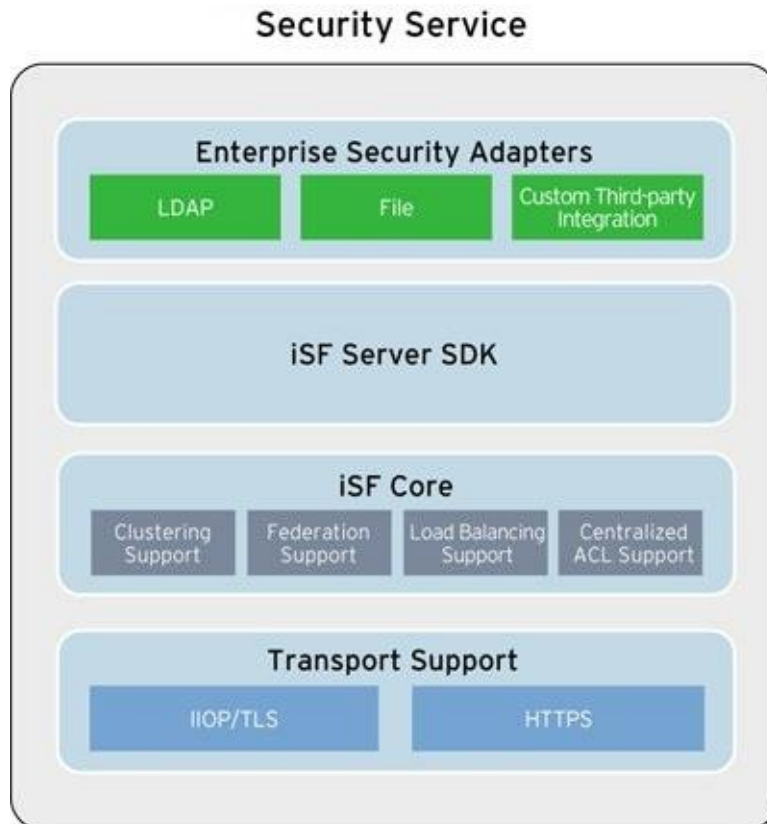 Security Service
Enterprise Security Adapters
LDAP
File
Custom Third-party
Integration
iSF Server SDK
iSF Core
Clustering
Support
Federation
Support
Load Balancing
Support
Centralized
ACL Support
Transport Support
IIOP/TLS
HTTPS